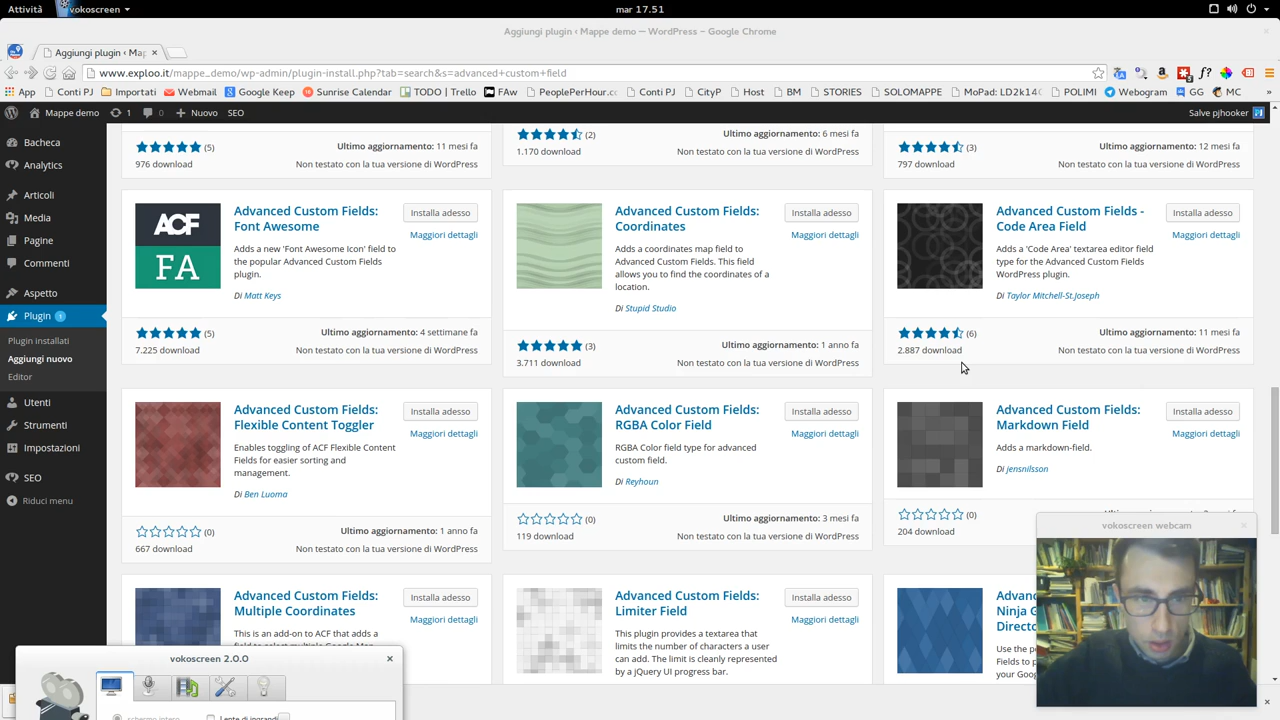 Attività vokoscreen mar 17.51
Aggiungi plugin ‹ Mappe demo — WordPress – Google Chrome
Aggiungi plugin ‹ Map
www.exploo.it/mappe_demo/wp-admin/plugin-install.php?tab=search&s=advanced+custom+field
App Conti PJ Importati Webmail Google Keep Sunrise Calendar TODO | Trello FAw PeoplePerHour.co Conti PJ CityP Host BM STORIES SOLOMAPPE MoPad: LD2k14 POLIMI Webogram GG MC »
Mappe demo 1 0 Nuovo SEO Salve pjhooker
Bacheca
Analytics
Articoli
Media
Pagine
Commenti
Aspetto
Plugin 1
Plugin installati
Aggiungi nuovo
Editor
Utenti
Strumenti
Impostazioni
SEO
Riduci menu
(5) Ultimo aggiornamento: 11 mesi fa
976 download Non testato con la tua versione di WordPress
(2) Ultimo aggiornamento: 6 mesi fa
1.170 download Non testato con la tua versione di WordPress
(3) Ultimo aggiornamento: 12 mesi fa
797 download Non testato con la tua versione di WordPress
ACF
FA
Advanced Custom Fields:
Font Awesome
Installa adesso
Maggiori dettagli
Adds a new 'Font Awesome Icon' field to
the popular Advanced Custom Fields
plugin.
Di Matt Keys
(5) Ultimo aggiornamento: 4 settimane fa
7.225 download Non testato con la tua versione di WordPress
Advanced Custom Fields:
Coordinates
Installa adesso
Maggiori dettagli
Adds a coordinates map field to
Advanced Custom Fields. This field
allows you to find the coordinates of a
location.
Di Stupid Studio
(3) Ultimo aggiornamento: 1 anno fa
3.711 download Non testato con la tua versione di WordPress
Advanced Custom Fields -
Code Area Field
Installa adesso
Maggiori dettagli
Adds a 'Code Area' textarea editor field
type for the Advanced Custom Fields
WordPress plugin.
Di Taylor Mitchell-St.Joseph
(6) Ultimo aggiornamento: 11 mesi fa
2.887 download Non testato con la tua versione di WordPress
Advanced Custom Fields:
Flexible Content Toggler
Installa adesso
Maggiori dettagli
Enables toggling of ACF Flexible Content
Fields for easier sorting and
management.
Di Ben Luoma
(0) Ultimo aggiornamento: 1 anno fa
667 download Non testato con la tua versione di WordPress
Advanced Custom Fields:
RGBA Color Field
Installa adesso
Maggiori dettagli
RGBA Color field type for advanced
custom field.
Di Reyhoun
(0) Ultimo aggiornamento: 3 mesi fa
119 download Non testato con la tua versione di WordPress
Advanced Custom Fields:
Markdown Field
Installa adesso
Maggiori dettagli
Adds a markdown-field.
Di jensnilsson
(0)
204 download
Advanced Custom Fields:
Multiple Coordinates
Installa adesso
Maggiori dettagli
This is an add-on to ACF that adds a
Advanced Custom Fields:
Limiter Field
Installa adesso
Maggiori dettagli
This plugin provides a textarea that
limits the number of characters a user
can add. The limit is cleanly represented
by a jQuery UI progress bar.
Advanc
Ninja G
Directo
Use the p
Fields to p
your Goog
vokoscreen webcam
vokoscreen 2.0.0